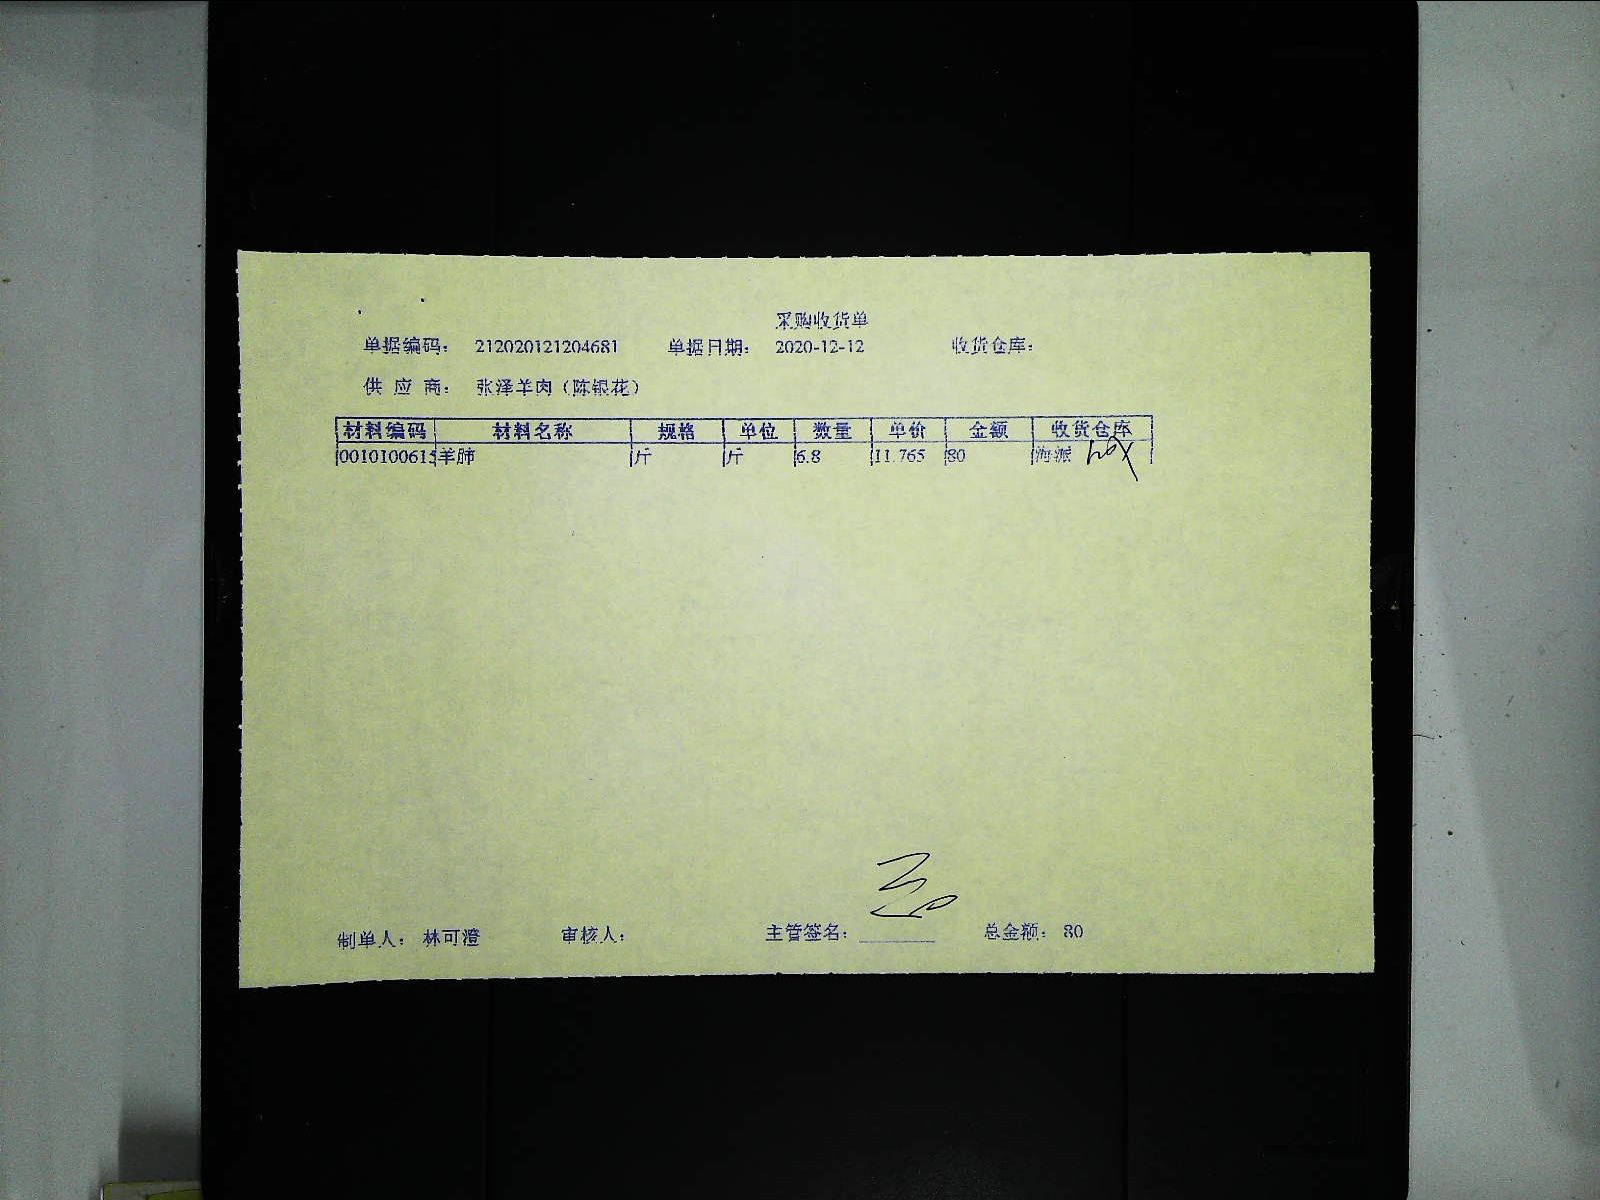 采购收货单
单据编码: 212020121204681 单据日期: 2020-12-12 收货仓库:
供 应 商: 张泽羊肉(陈银花)
材料编码 材料名称 规格 单位 数量 单价 金额 收货仓库
0010100615 羊肺 斤 斤 6.8 11.765 80 海派
制单人: 林可澄 审核人: 主管签名: 总金额: 80